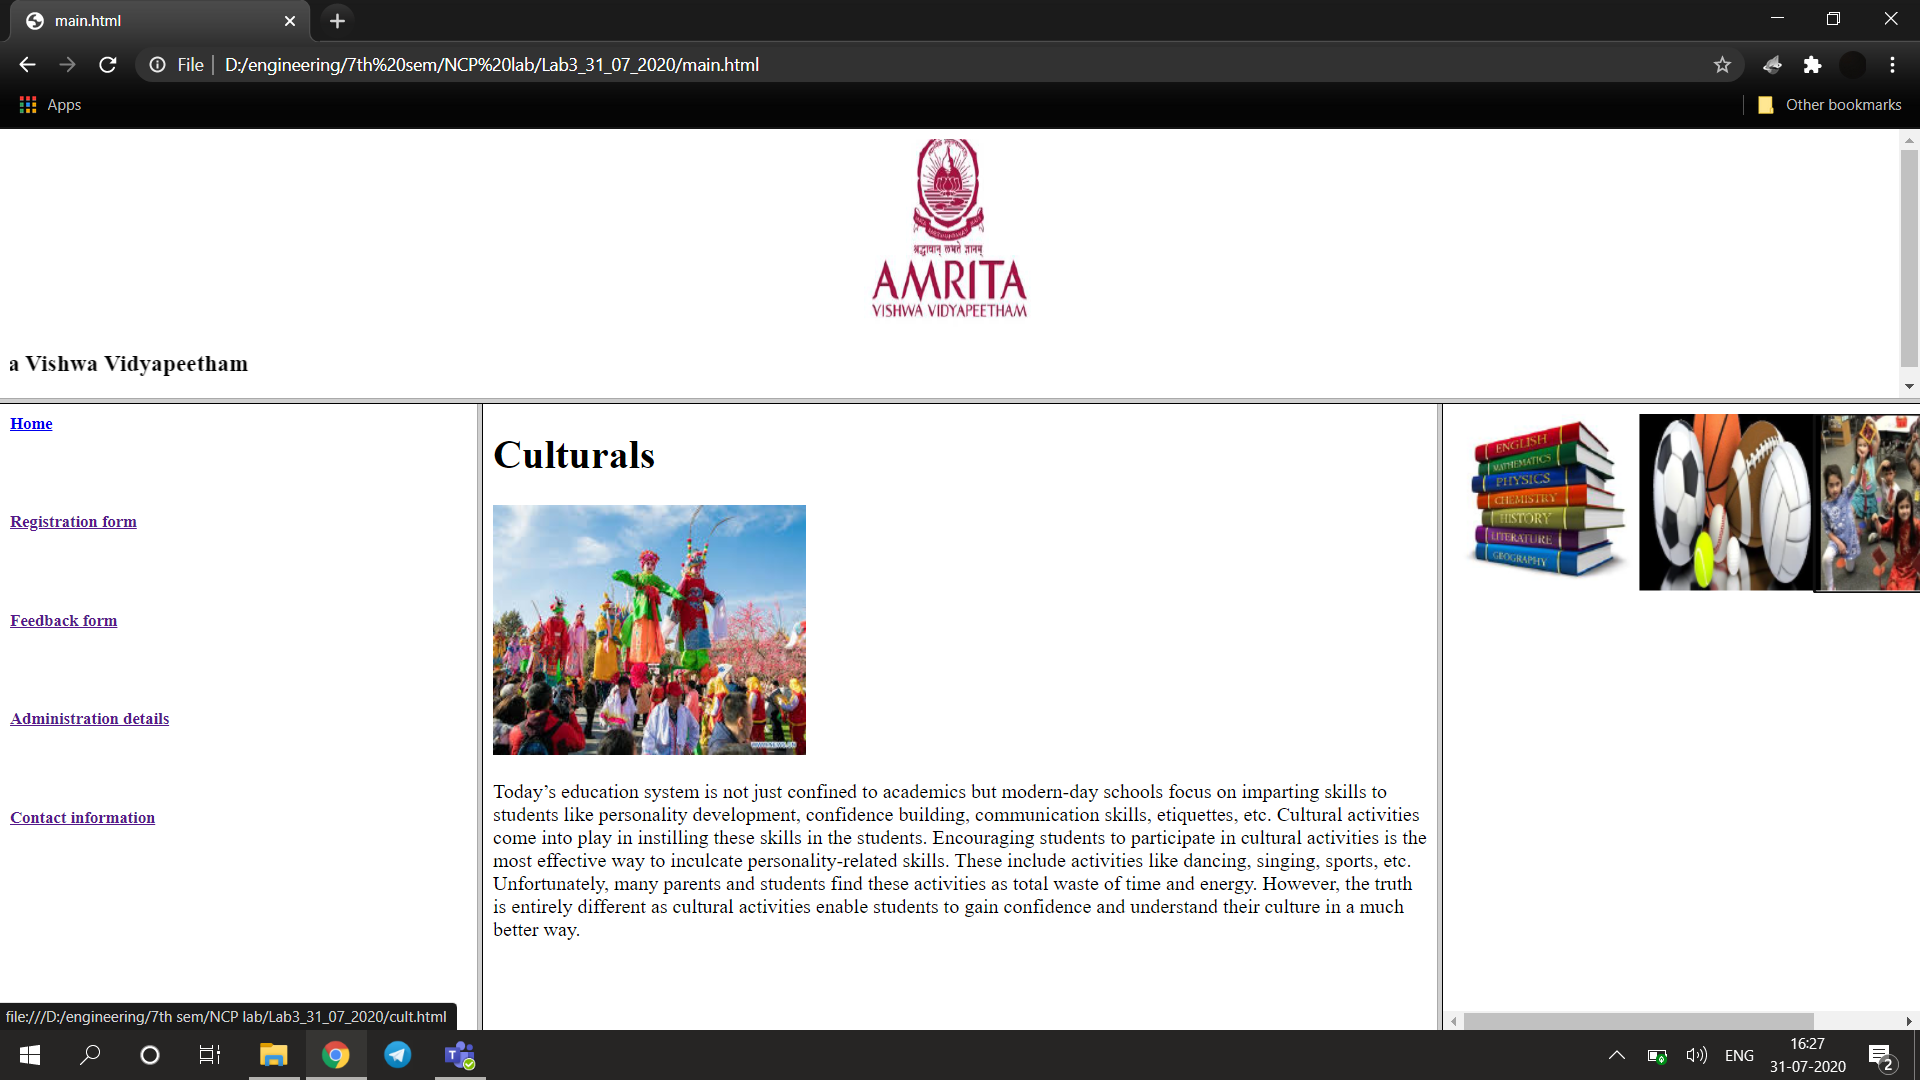 main.html
File
D:/engineering/7th%20sem/NCP%20lab/Lab3_31_07_2020/main.html
Apps
Other bookmarks
श्रद्धावान् लभते ज्ञानम्
AMRITA
VISHWA VIDYAPEETHAM
a Vishwa Vidyapeetham
Home
Registration form
Feedback form
Administration details
Contact information
Culturals
Today’s education system is not just confined to academics but modern-day schools focus on imparting skills to
students like personality development, confidence building, communication skills, etiquettes, etc. Cultural activities
come into play in instilling these skills in the students. Encouraging students to participate in cultural activities is the
most effective way to inculcate personality-related skills. These include activities like dancing, singing, sports, etc.
Unfortunately, many parents and students find these activities as total waste of time and energy. However, the truth
is entirely different as cultural activities enable students to gain confidence and understand their culture in a much
better way.
ENGLISH
MATHEMATICS
PHYSICS
CHEMISTRY
HISTORY
LITERATURE
GEOGRAPHY
file:///D:/engineering/7th sem/NCP lab/Lab3_31_07_2020/cult.html
ENG
16:27
31-07-2020
2